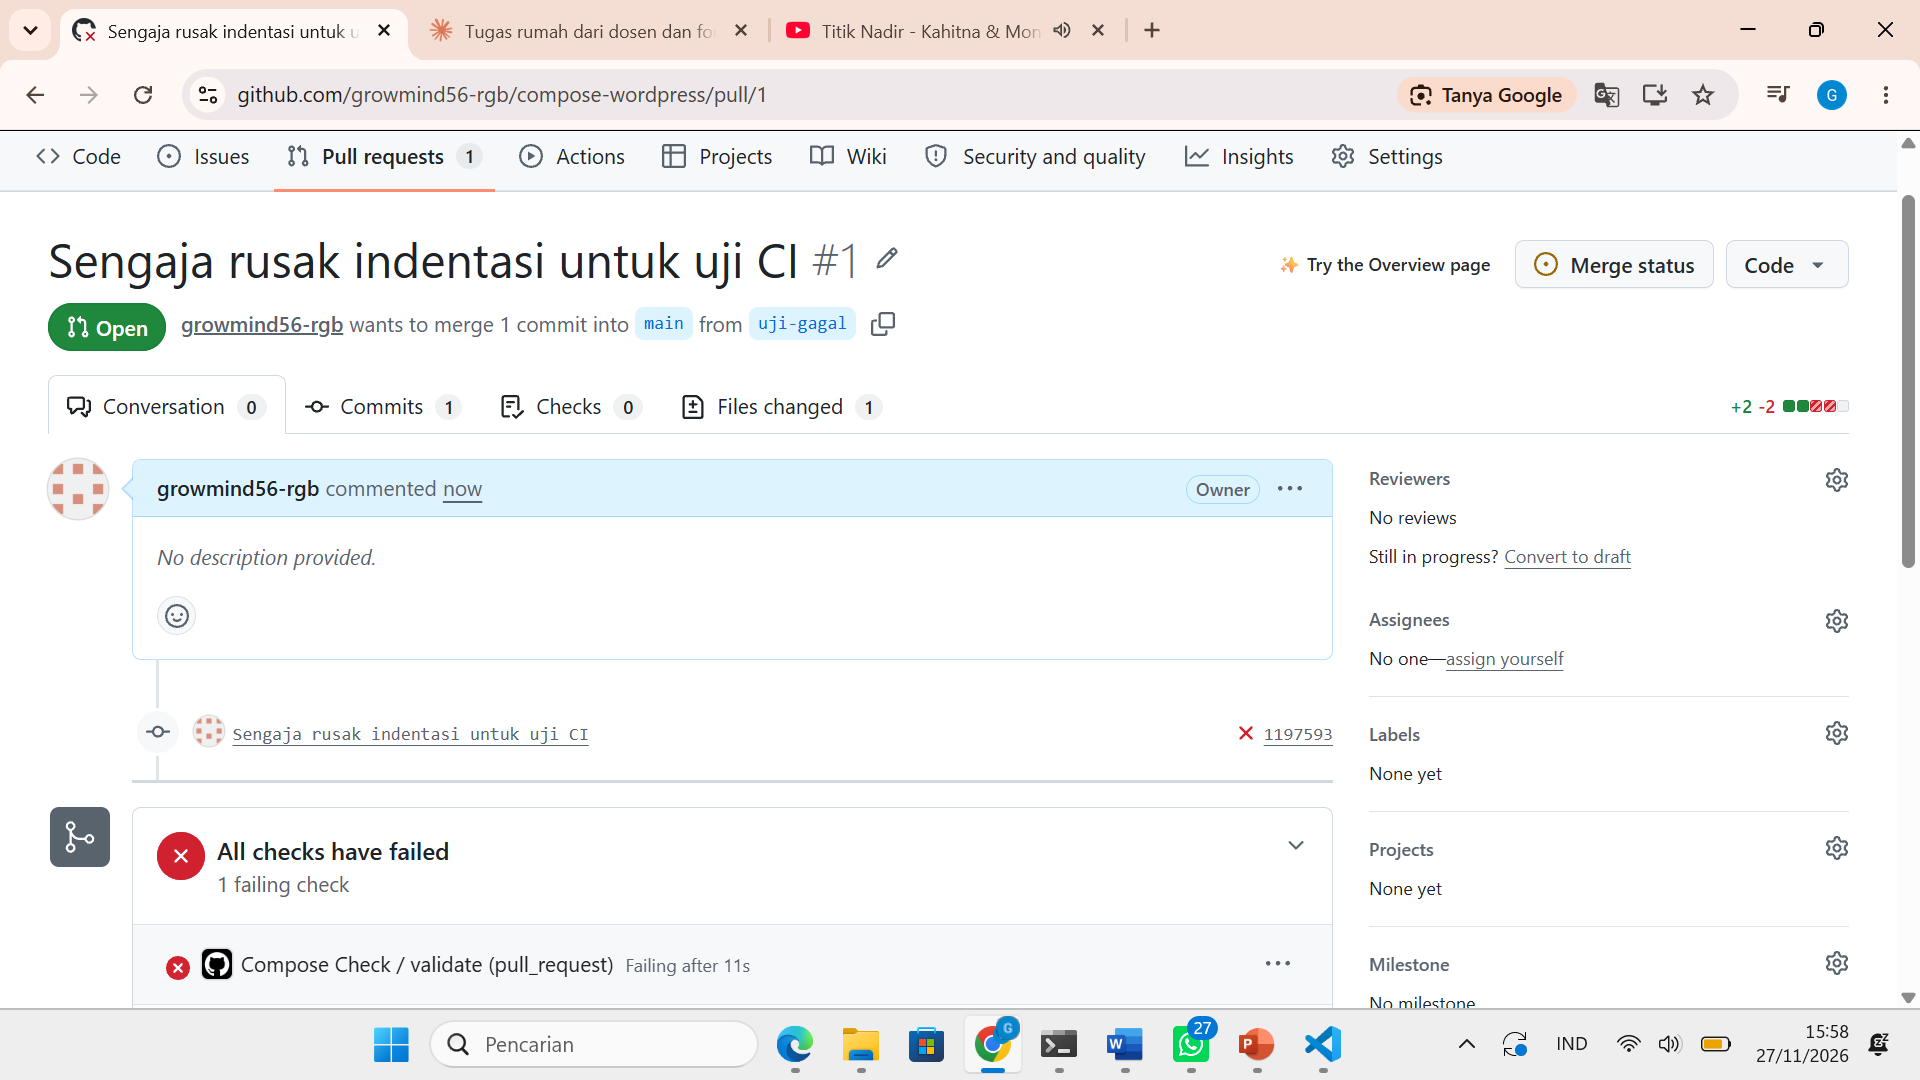 Sengaja rusak indentasi untuk u
Tugas rumah dari dosen dan fo
Titik Nadir - Kahitna & Mon
github.com/growmind56-rgb/compose-wordpress/pull/1
Tanya Google
G
Code
Issues
Pull requests 1
Actions
Projects
Wiki
Security and quality
Insights
Settings
Sengaja rusak indentasi untuk uji CI #1
Try the Overview page
Merge status
Code
Open
growmind56-rgb wants to merge 1 commit into main from uji-gagal
Conversation 0
Commits 1
Checks 0
Files changed 1
+2 -2
growmind56-rgb commented now
Owner
No description provided.
Sengaja rusak indentasi untuk uji CI
1197593
All checks have failed
1 failing check
Compose Check / validate (pull_request) Failing after 11s
Reviewers
No reviews
Still in progress? Convert to draft
Assignees
No one—assign yourself
Labels
None yet
Projects
None yet
Milestone
No milestone
Pencarian
G
W
27
P
IND
15:58
27/11/2026